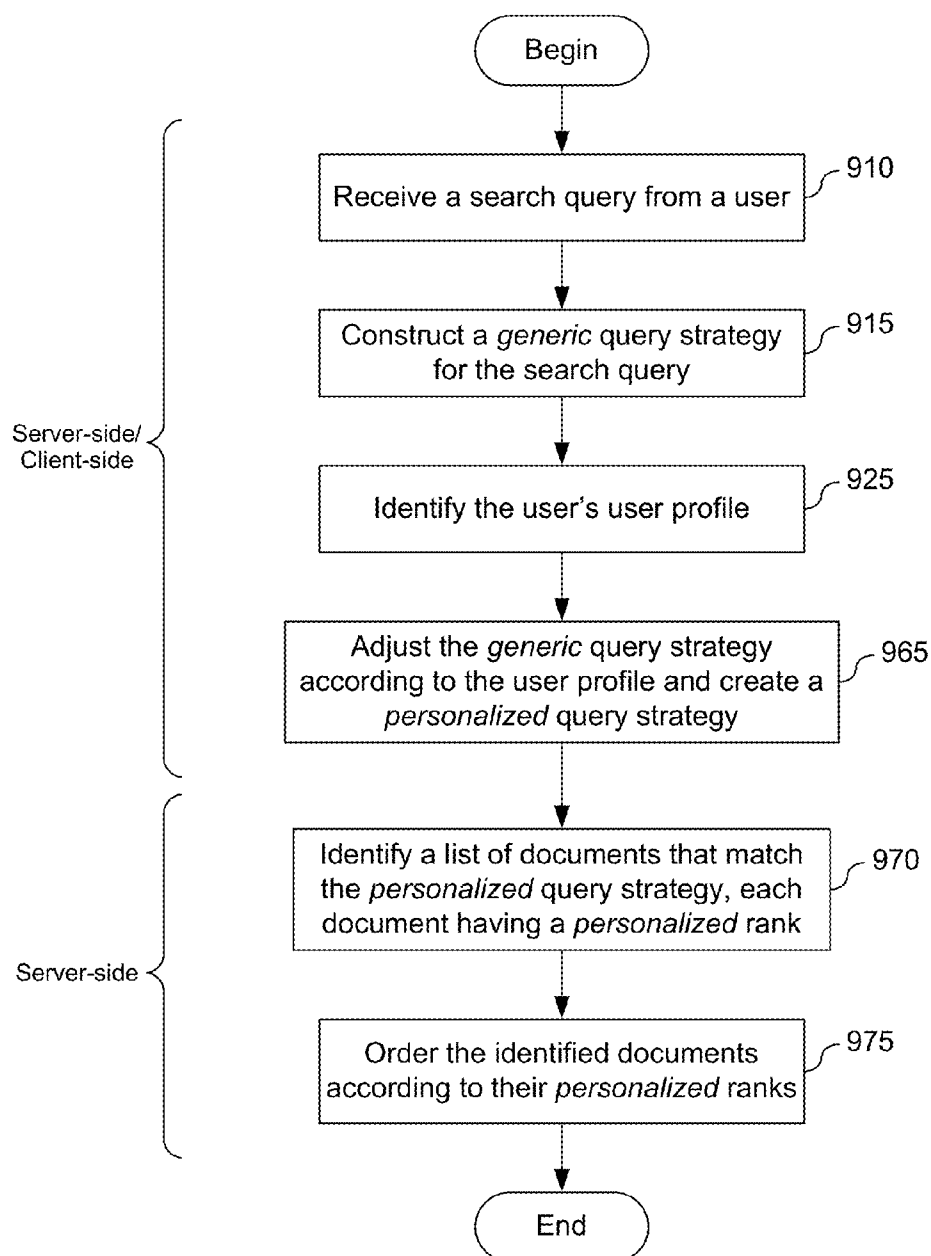 Begin
Receive a search query from a user
910
Construct a generic query strategy
for the search query
915
Server-side/
Client-side
Identify the user's user profile
925
Adjust the generic query strategy
according to the user profile and create a
personalized query strategy
965
Identify a list of documents that match
the personalized query strategy, each
document having a personalized rank
970
Server-side
Order the identified documents
according to their personalized ranks
975
End